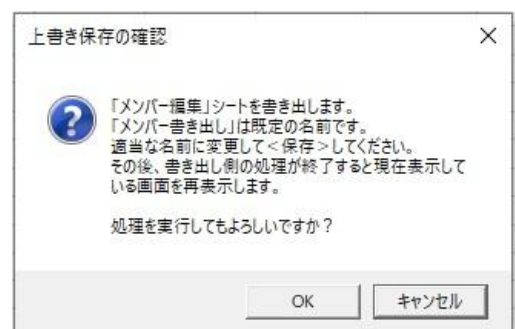 上書き保存の確認
「メンバー編集」シートを書き出します。
「メンバー書き出し」は既定の名前です。
適当な名前に変更して<保存>してください。
その後、書き出し側の処理が終了すると現在表示して
いる画面を再表示します。
処理を実行してもよろしいですか?
OK
キャンセル